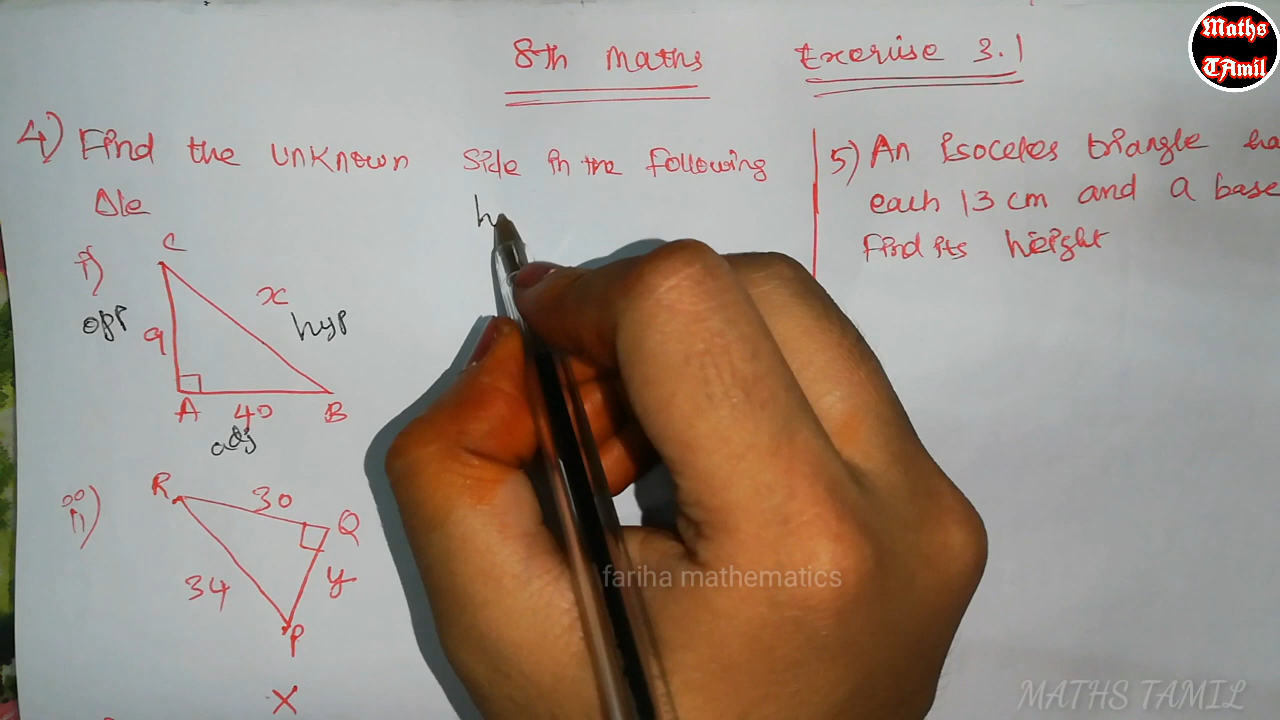 Maths
TAmil
8th maths Exercise 3.1
4) Find the unknown side in the following
Δle
i)
C
x
opp
9
hyp
A
40
B
adj
h
ii)
R
30
Q
34
y
P
X
5) An isoceles triangle ha
each 13 cm and a base
find its height
fariha mathematics
MATHS TAMIL